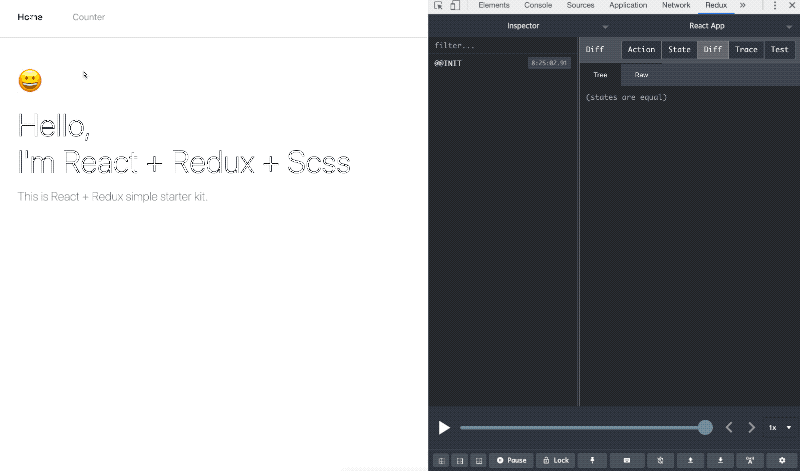 Home Counter
Hello,
I'm React + Redux + Scss
This is React + Redux simple starter kit.
Elements Console Sources Application Network Redux »
Inspector React App
filter...
@@INIT 8:25:02.91
Diff Action State Diff Trace Test
Tree Raw
(states are equal)
1x
Pause Lock